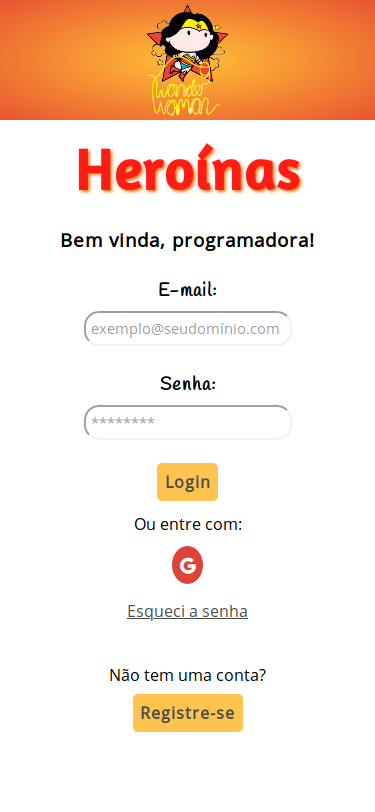 Wonder
Woman
Heroínas
Bem vinda, programadora!
E-mail:
exemplo@seudomínio.com
Senha:
********
Login
Ou entre com:
G
Esqueci a senha
Não tem uma conta?
Registre-se